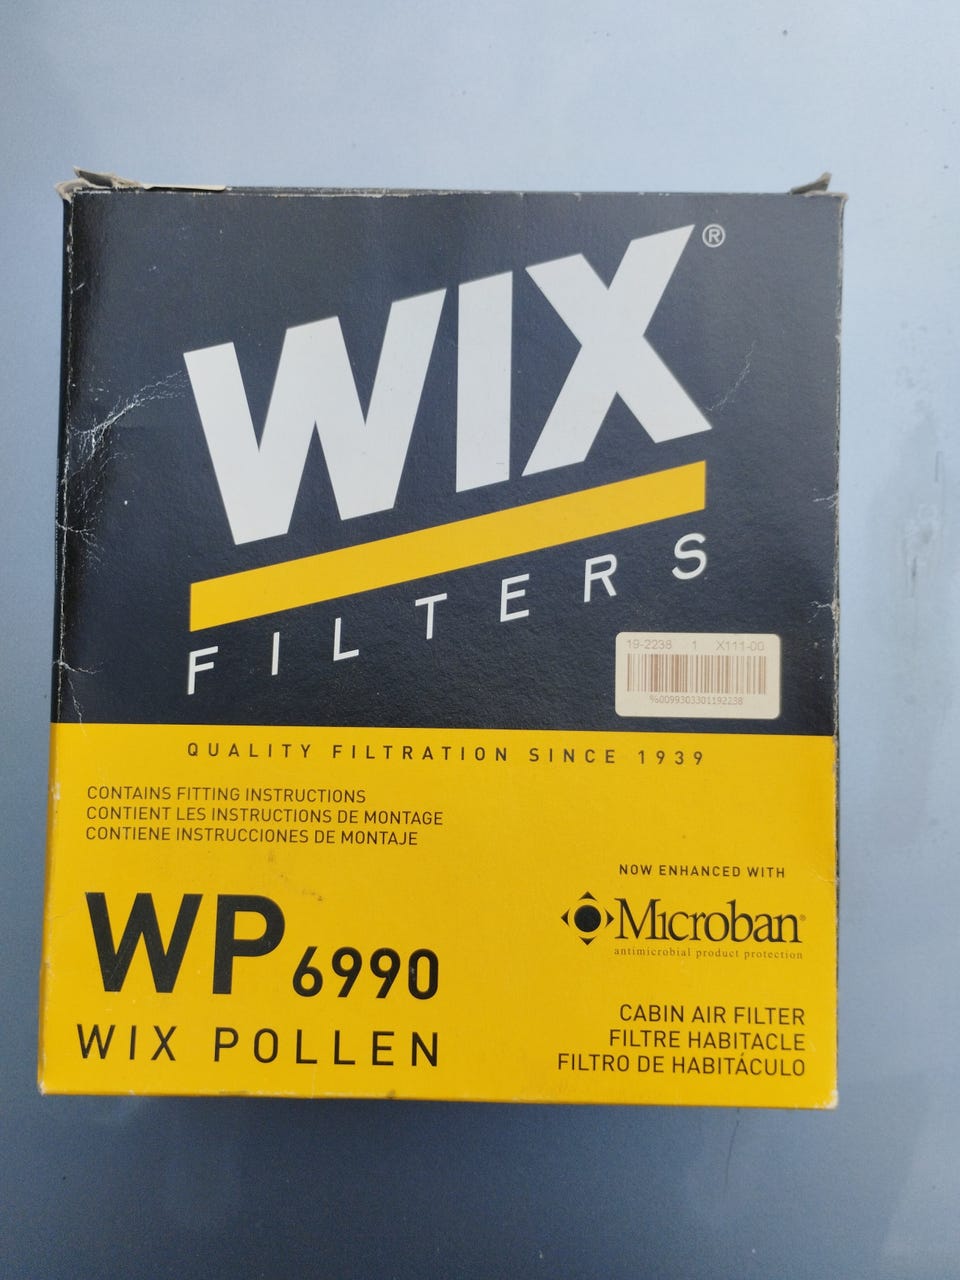 WIX®
FILTERS
19-2238 1 X111-00
%0099303301192238
QUALITY FILTRATION SINCE 1939
CONTAINS FITTING INSTRUCTIONS
CONTIENT LES INSTRUCTIONS DE MONTAGE
CONTIENE INSTRUCCIONES DE MONTAJE
NOW ENHANCED WITH
Microban®
antimicrobial product protection
WP 6990
WIX POLLEN
CABIN AIR FILTER
FILTRE HABITACLE
FILTRO DE HABITÁCULO